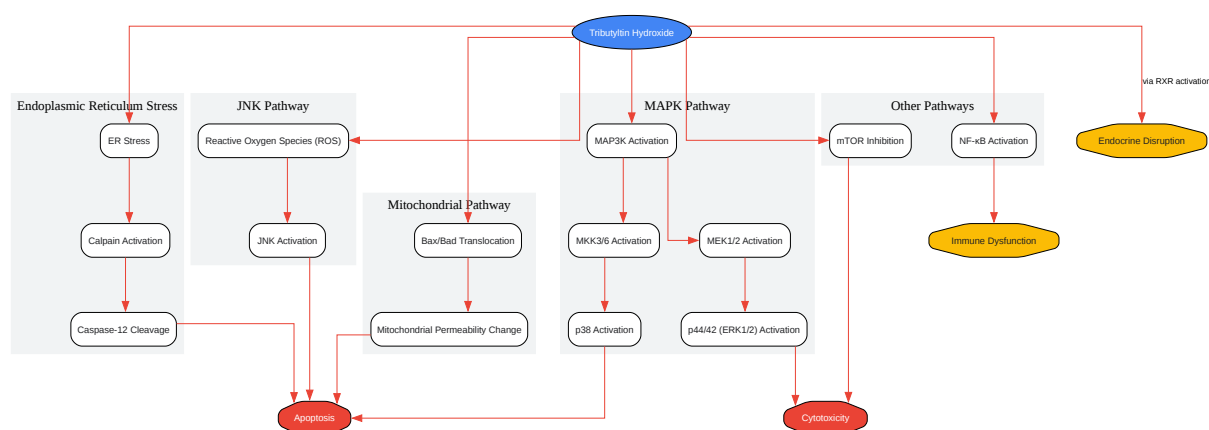 Tributyltin Hydroxide
via RXR activation
Endoplasmic Reticulum Stress
JNK Pathway
MAPK Pathway
Other Pathways
ER Stress
Reactive Oxygen Species (ROS)
MAP3K Activation
mTOR Inhibition
NF-κB Activation
Endocrine Disruption
Mitochondrial Pathway
Calpain Activation
JNK Activation
Bax/Bad Translocation
MKK3/6 Activation
MEK1/2 Activation
Immune Dysfunction
Caspase-12 Cleavage
Mitochondrial Permeability Change
p38 Activation
p44/42 (ERK1/2) Activation
Apoptosis
Cytotoxicity